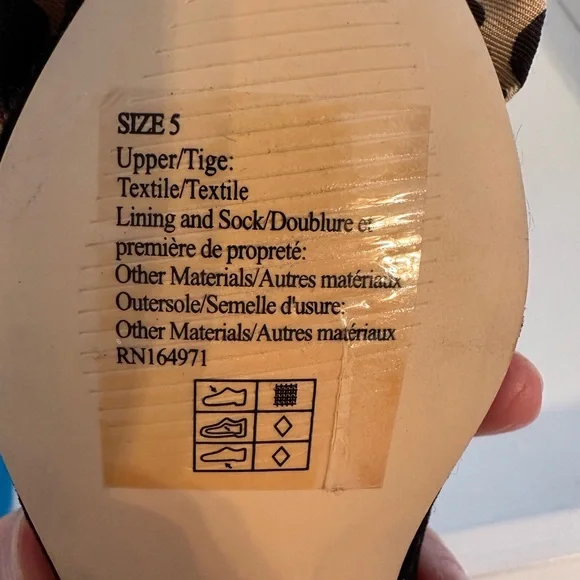 SIZE 5
Upper/Tige:
Textile/Textile
Lining and Sock/Doublure et
première de propreté:
Other Materials/Autres matériaux
Outersole/Semelle d'usure:
Other Materials/Autres matériaux
RN164971